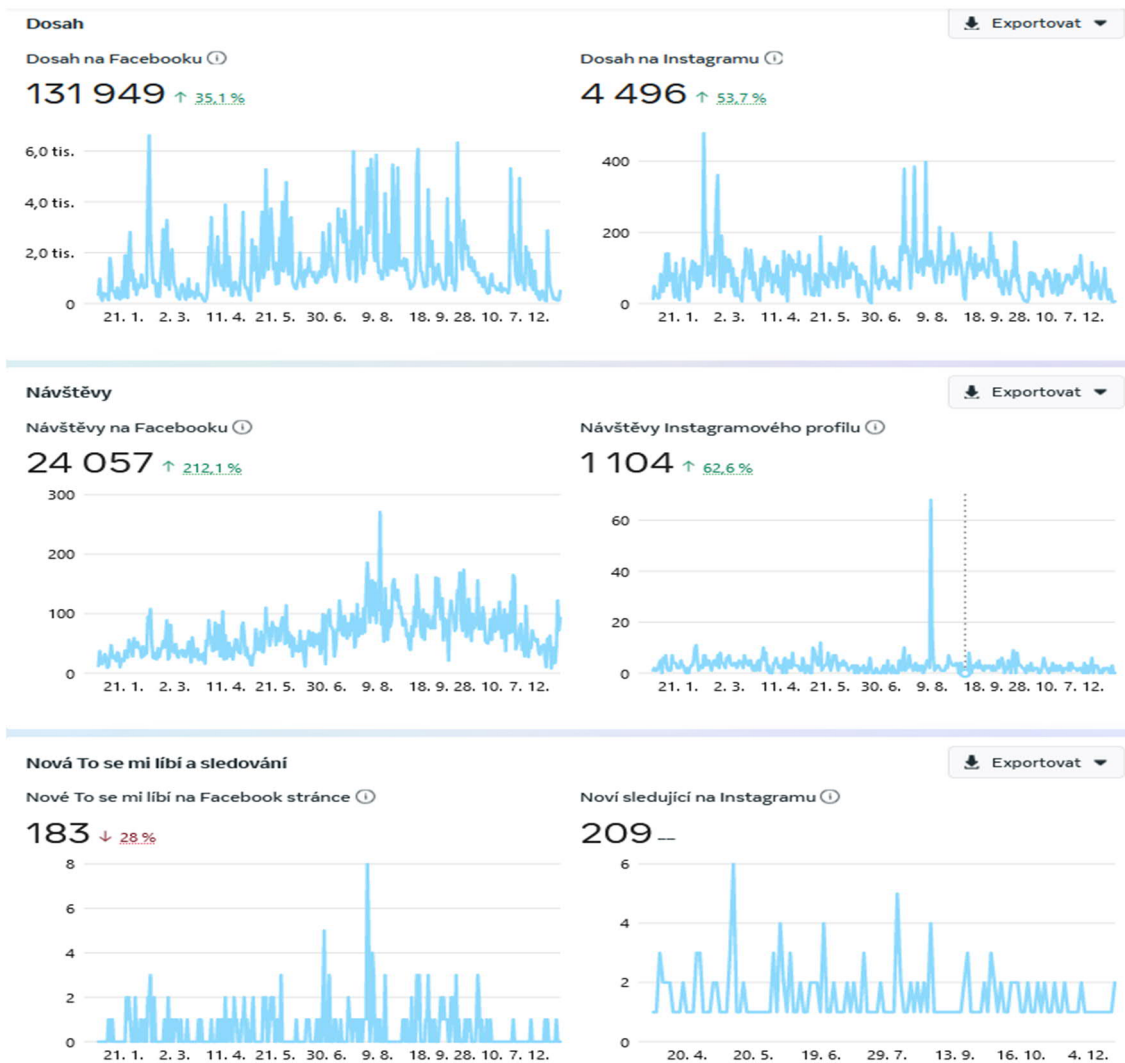 Dosah
Exportovat
Dosah na Facebooku
131 949 ↑ 35,1 %
6,0 tis.
4,0 tis.
2,0 tis.
0
21. 1. 2. 3. 11. 4. 21. 5. 30. 6. 9. 8. 18. 9. 28. 10. 7. 12.
Dosah na Instagramu
4 496 ↑ 53,7 %
400
200
0
21. 1. 2. 3. 11. 4. 21. 5. 30. 6. 9. 8. 18. 9. 28. 10. 7. 12.
Návštěvy
Exportovat
Návštěvy na Facebooku
24 057 ↑ 212,1 %
300
200
100
0
21. 1. 2. 3. 11. 4. 21. 5. 30. 6. 9. 8. 18. 9. 28. 10. 7. 12.
Návštěvy Instagramového profilu
1 104 ↑ 62,6 %
60
40
20
0
21. 1. 2. 3. 11. 4. 21. 5. 30. 6. 9. 8. 18. 9. 28. 10. 7. 12.
Nová To se mi líbí a sledování
Exportovat
Nové To se mi líbí na Facebook stránce
183 ↓ 28 %
8
6
4
2
0
21. 1. 2. 3. 11. 4. 21. 5. 30. 6. 9. 8. 18. 9. 28. 10. 7. 12.
Noví sledující na Instagramu
209 --
6
4
2
0
20. 4. 20. 5. 19. 6. 29. 7. 13. 9. 16. 10. 4. 12.